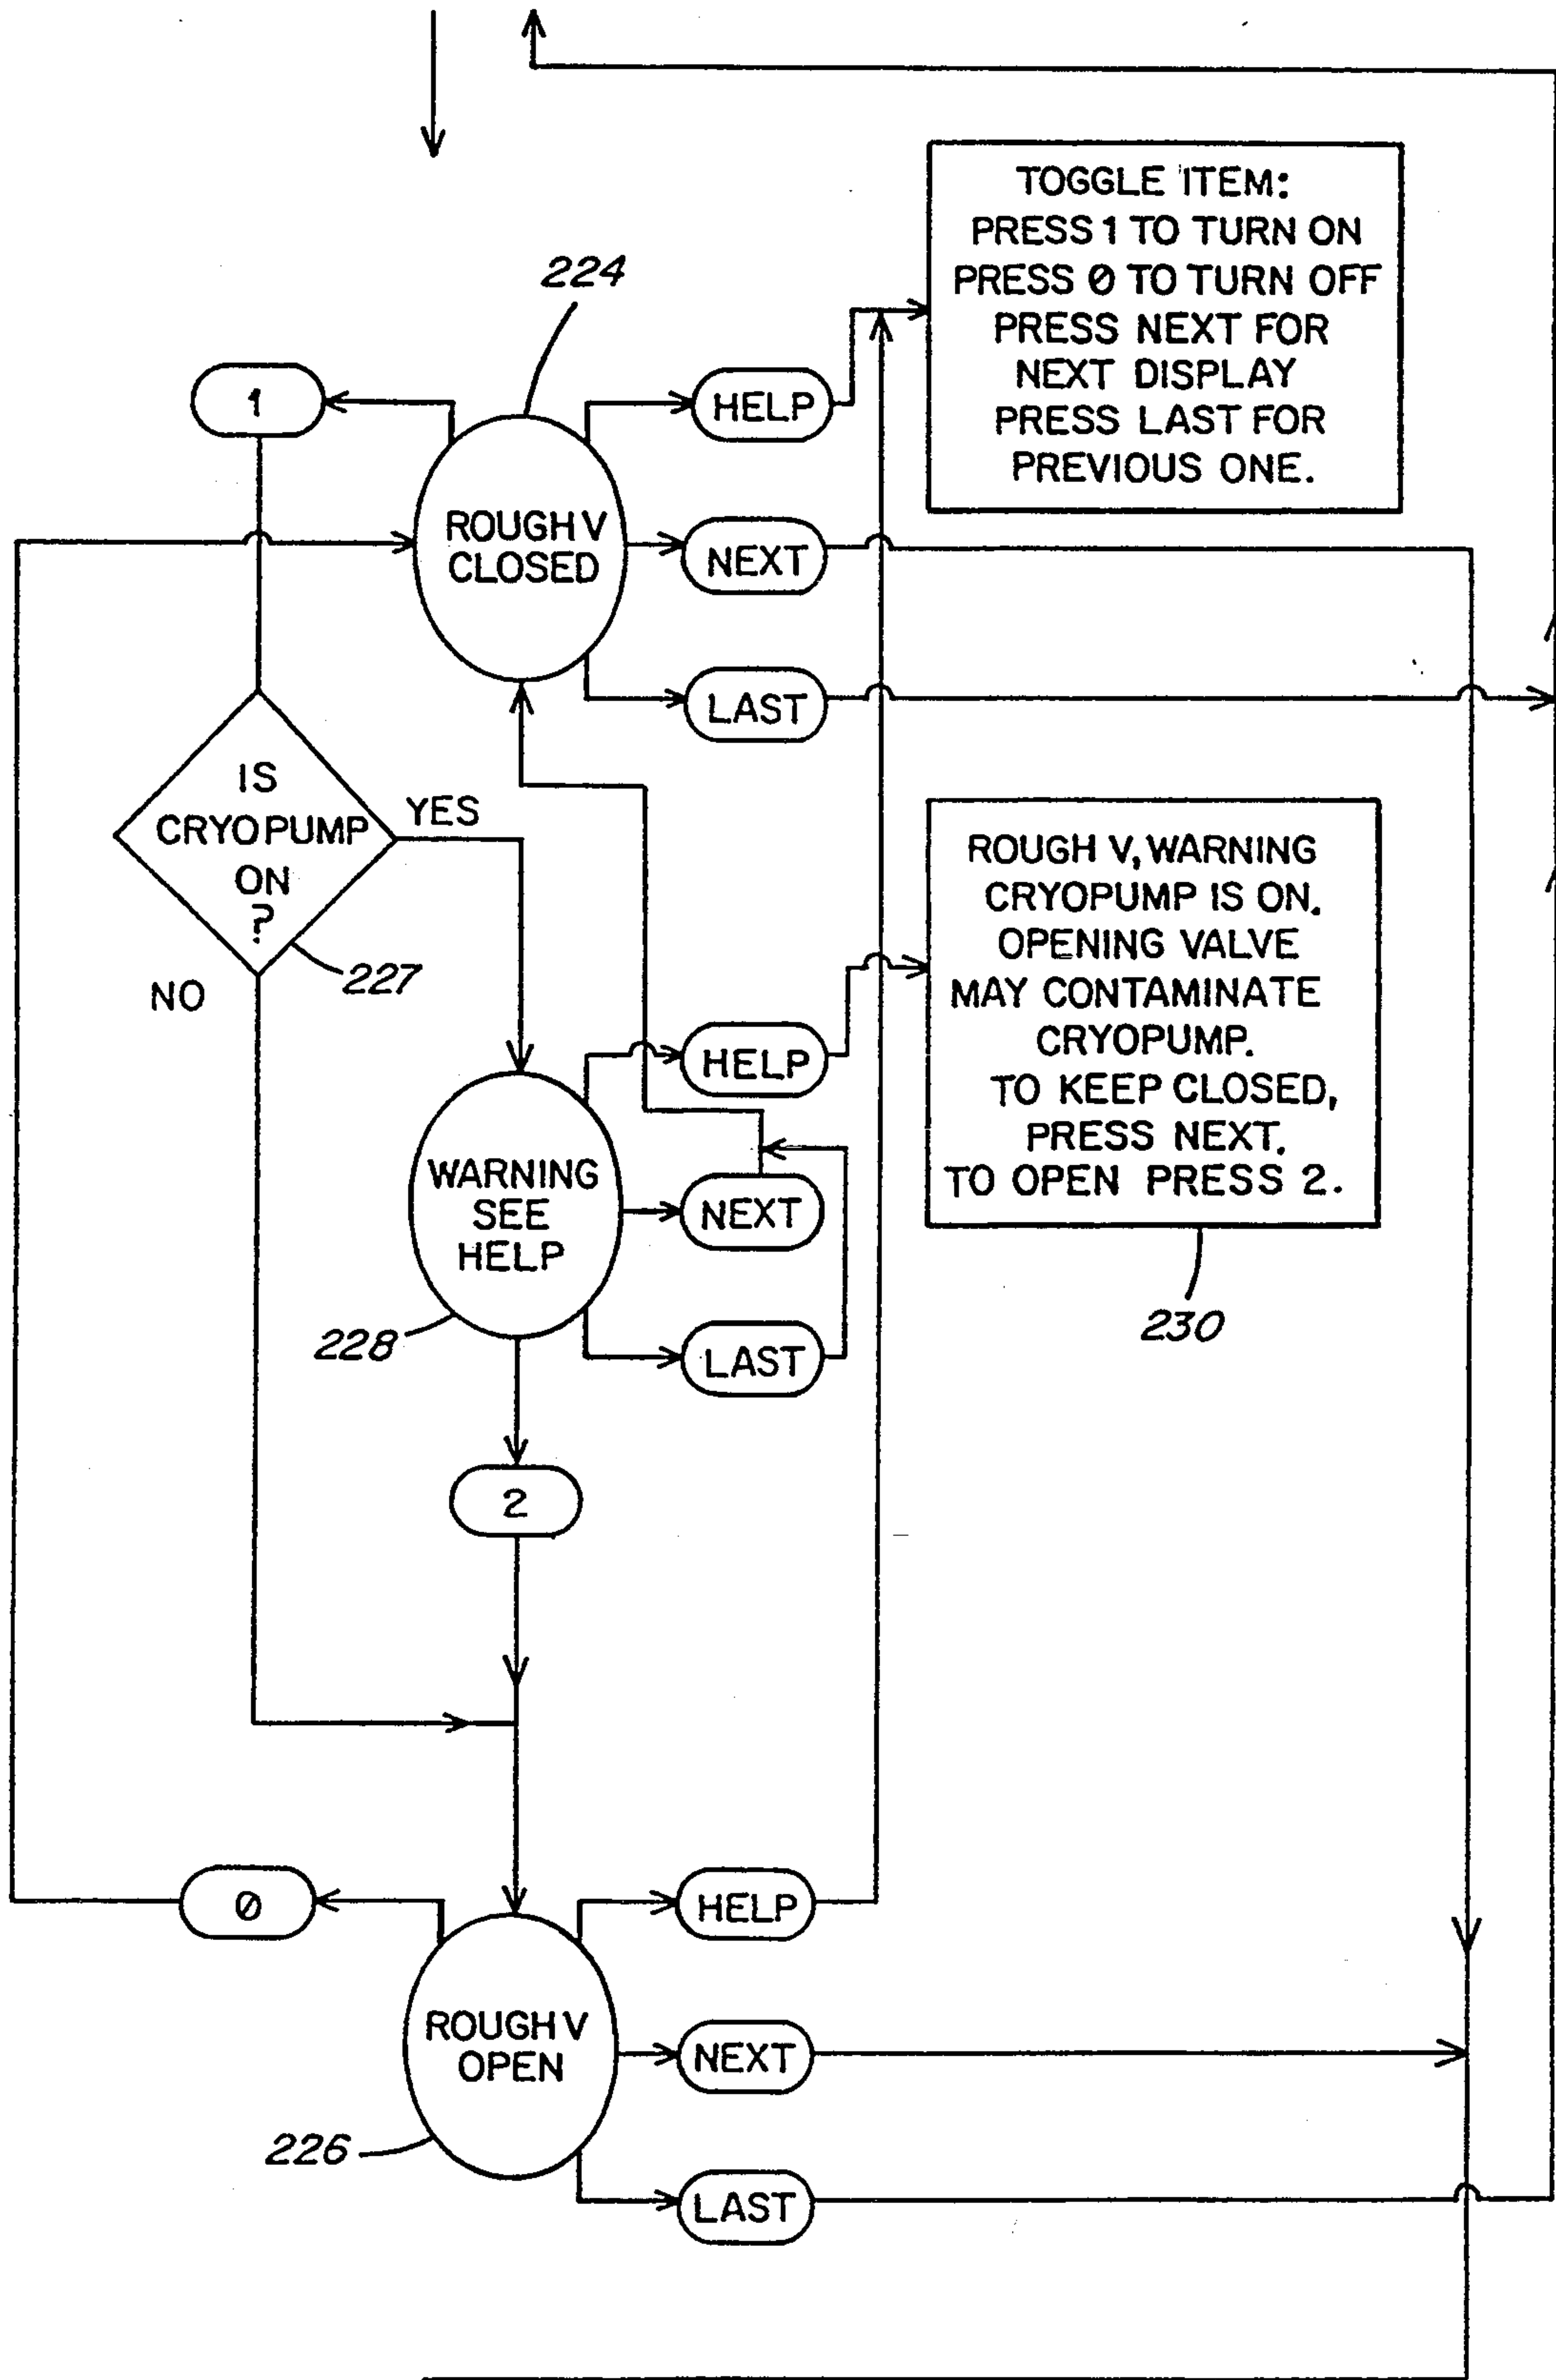 TOGGLE ITEM:
PRESS 1 TO TURN ON
PRESS 0 TO TURN OFF
PRESS NEXT FOR
NEXT DISPLAY
PRESS LAST FOR
PREVIOUS ONE.
224
1
HELP
ROUGH V
CLOSED
NEXT
LAST
IS
CRYOPUMP
ON
?
YES
NO
227
ROUGH V, WARNING
CRYOPUMP IS ON.
OPENING VALVE
MAY CONTAMINATE
CRYOPUMP.
TO KEEP CLOSED,
PRESS NEXT.
TO OPEN PRESS 2.
230
HELP
WARNING
SEE
HELP
NEXT
228
LAST
2
0
HELP
ROUGH V
OPEN
NEXT
226
LAST